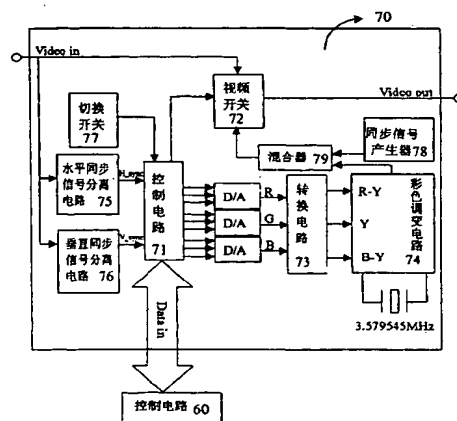 70
Video in
Video out
切换
开关
77
视频
开关
72
同步信号
产生器 78
混合器 79
水平同步
信号分离
电路 75
H_sync
控制电路
71
D/A
D/A
D/A
R
G
B
转换电路
73
R-Y
Y
B-Y
彩色调变电路
74
垂直同步
信号分离
电路 76
V_sync
3.579545MHz
Data in
控制电路 60